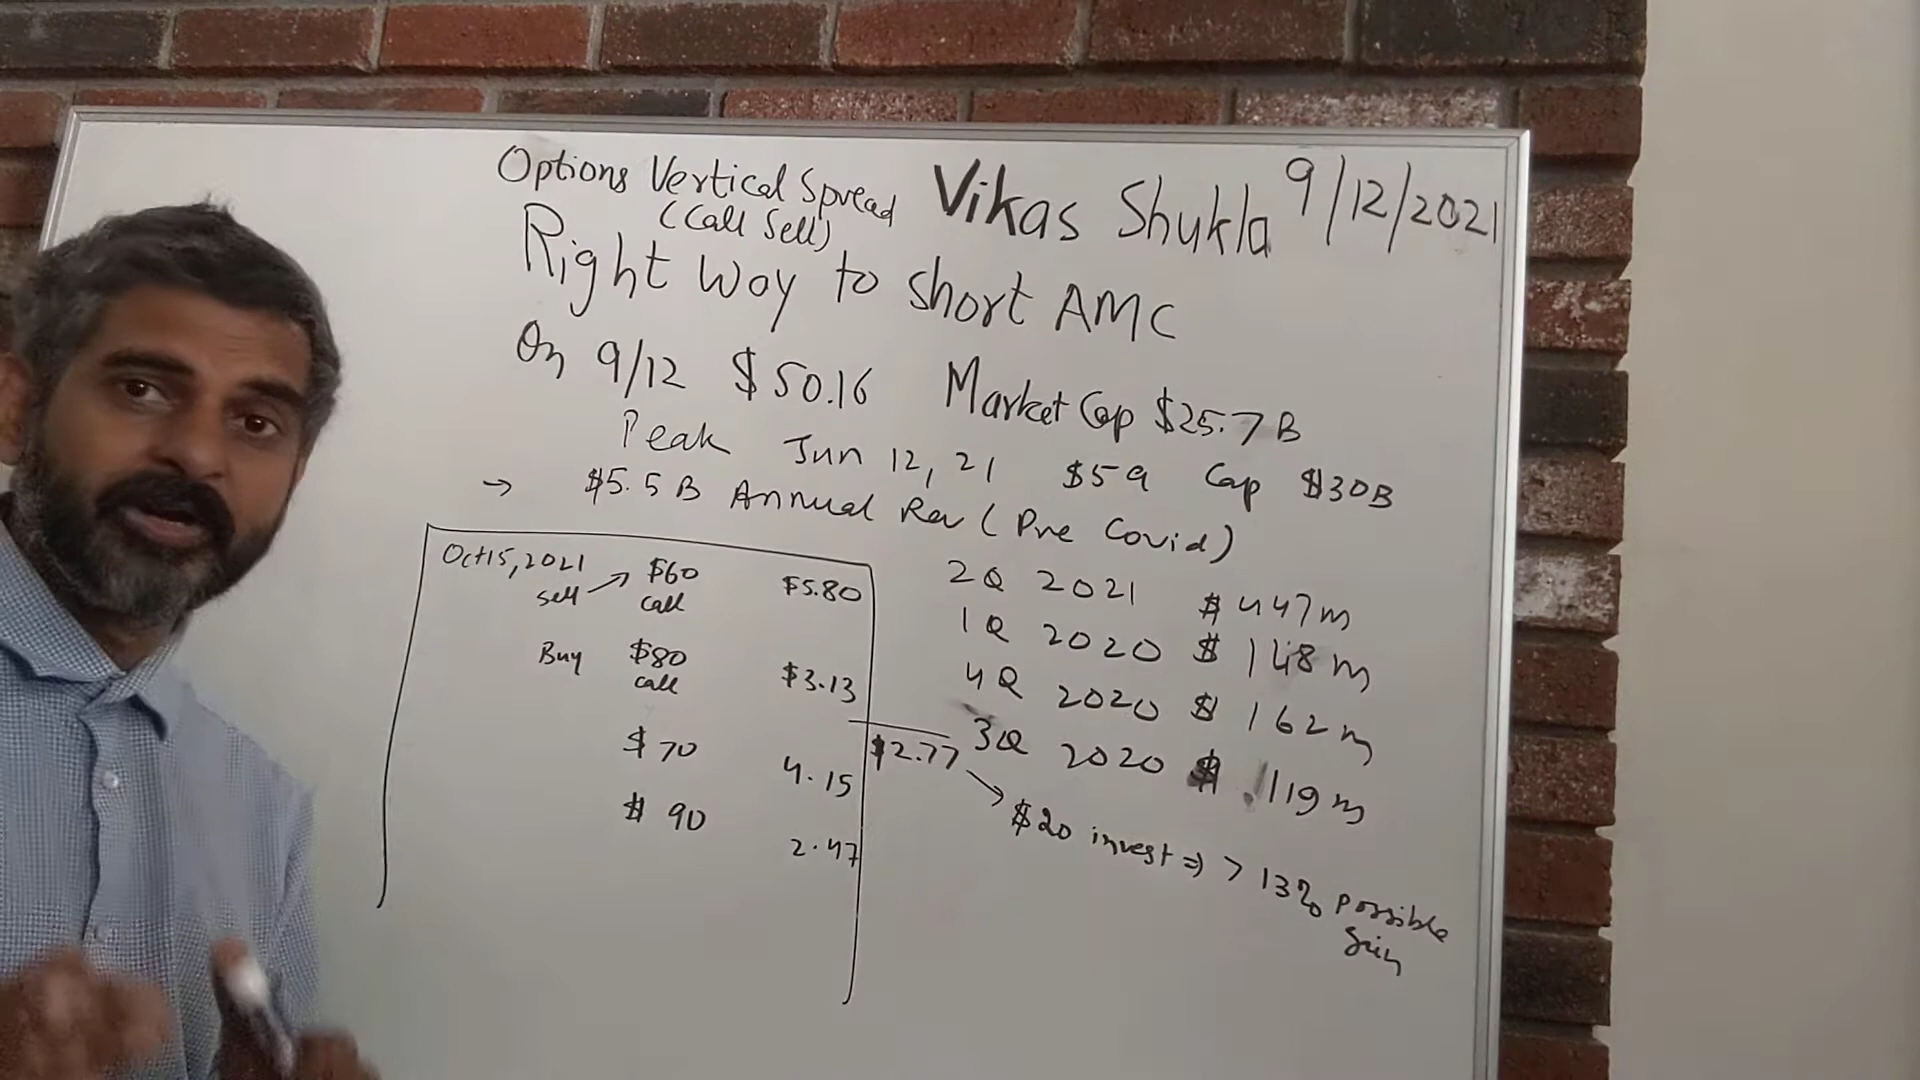 Options Vertical Spread Vikas Shukla 9/12/2021
(Call Sell)
Right Way to Short AMC
On 9/12 $50.16 Market Cap $25.7B
Peak Jun 12, 21 $59 Cap $30B
→ $5.5B Annual Rev (Pre Covid)
Oct 15, 2021
Sell → $60 call $5.80
Buy $80 call $3.13
$70 4.15
$90 2.47
$2.77
2Q 2021 $447m
1Q 2020 $148m
4Q 2020 $162m
3Q 2020 $119m
$20 invest => > 13% possible
Gain